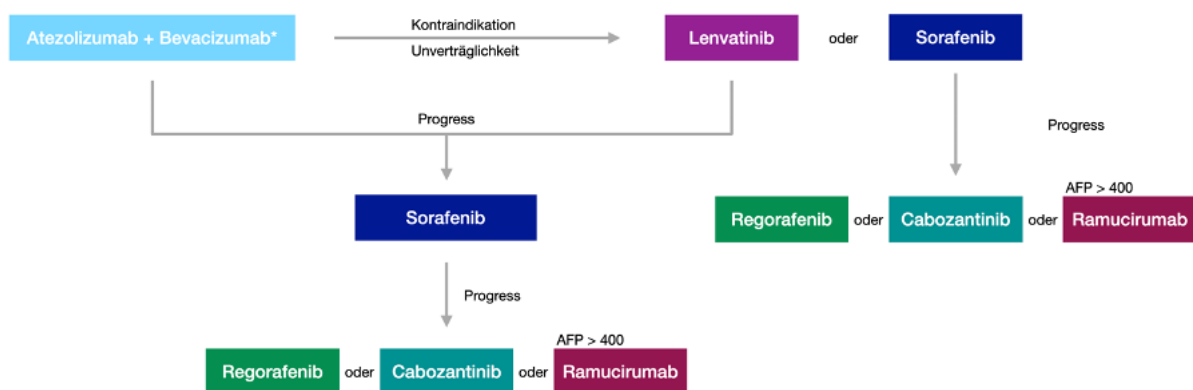 Atezolizumab + Bevacizumab*
Kontraindikation
Unverträglichkeit
Lenvatinib oder Sorafenib
Progress
Progress
AFP > 400
Sorafenib
Regorafenib oder Cabozantinib oder Ramucirumab
Progress
AFP > 400
Regorafenib oder Cabozantinib oder Ramucirumab